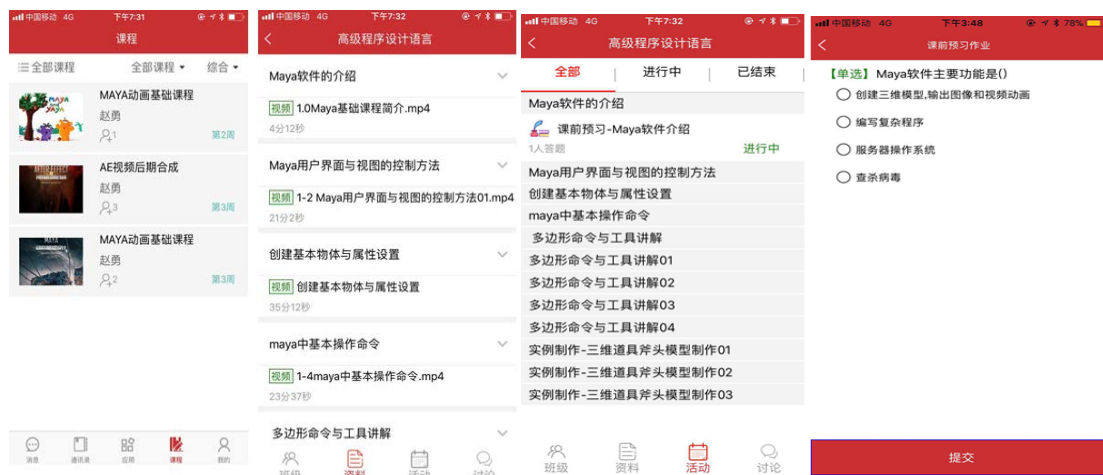 中国移动 4G 下午7:31
课程
全部课程 全部课程 综合
MAYA动画基础课程
赵勇
1 第2周
AE视频后期合成
赵勇
3 第3周
MAYA动画基础课程
赵勇
2 第3周
消息 通讯录 应用 课程 我的
中国移动 4G 下午7:32
高级程序设计语言
Maya软件的介绍
视频 1.0Maya基础课程简介.mp4
4分12秒
Maya用户界面与视图的控制方法
视频 1-2 Maya用户界面与视图的控制方法01.mp4
21分2秒
创建基本物体与属性设置
视频 创建基本物体与属性设置
35分12秒
maya中基本操作命令
视频 1-4maya中基本操作命令.mp4
23分37秒
多边形命令与工具讲解
班级 资料 活动 讨论
中国移动 4G 下午7:32
高级程序设计语言
全部 进行中 已结束
Maya软件的介绍
课前预习-Maya软件介绍
1人答题 进行中
Maya用户界面与视图的控制方法
创建基本物体与属性设置
maya中基本操作命令
多边形命令与工具讲解
多边形命令与工具讲解01
多边形命令与工具讲解02
多边形命令与工具讲解03
多边形命令与工具讲解04
实例制作-三维道具斧头模型制作01
实例制作-三维道具斧头模型制作02
实例制作-三维道具斧头模型制作03
班级 资料 活动 讨论
中国移动 4G 下午3:48 78%
课前预习作业
【单选】Maya软件主要功能是()
创建三维模型,输出图像和视频动画
编写复杂程序
服务器操作系统
查杀病毒
提交